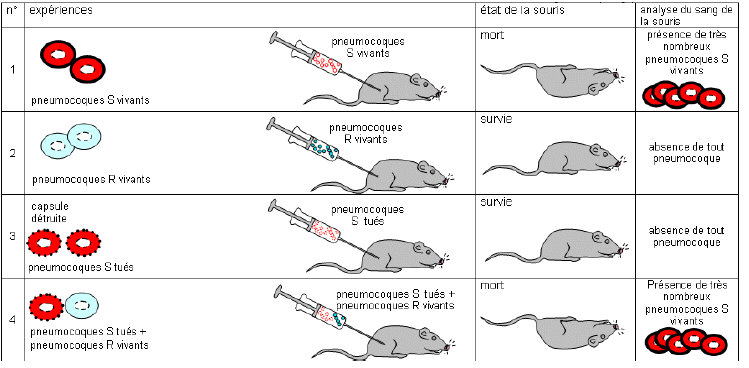 n° expériences état de la souris analyse du sang de
la souris
1
pneumocoques S vivants
pneumocoques
S vivants
mort
présence de très
nombreux
pneumocoques S
vivants
2
pneumocoques R vivants
pneumocoques
R vivants
survie
absence de tout
pneumocoque
3
capsule
détruite
pneumocoques S tués
pneumocoques
S tués
survie
absence de tout
pneumocoque
4
pneumocoques S tués +
pneumocoques R vivants
pneumocoques S tués +
pneumocoques R vivants
mort
Présence de très
nombreux
pneumocoques S
vivants